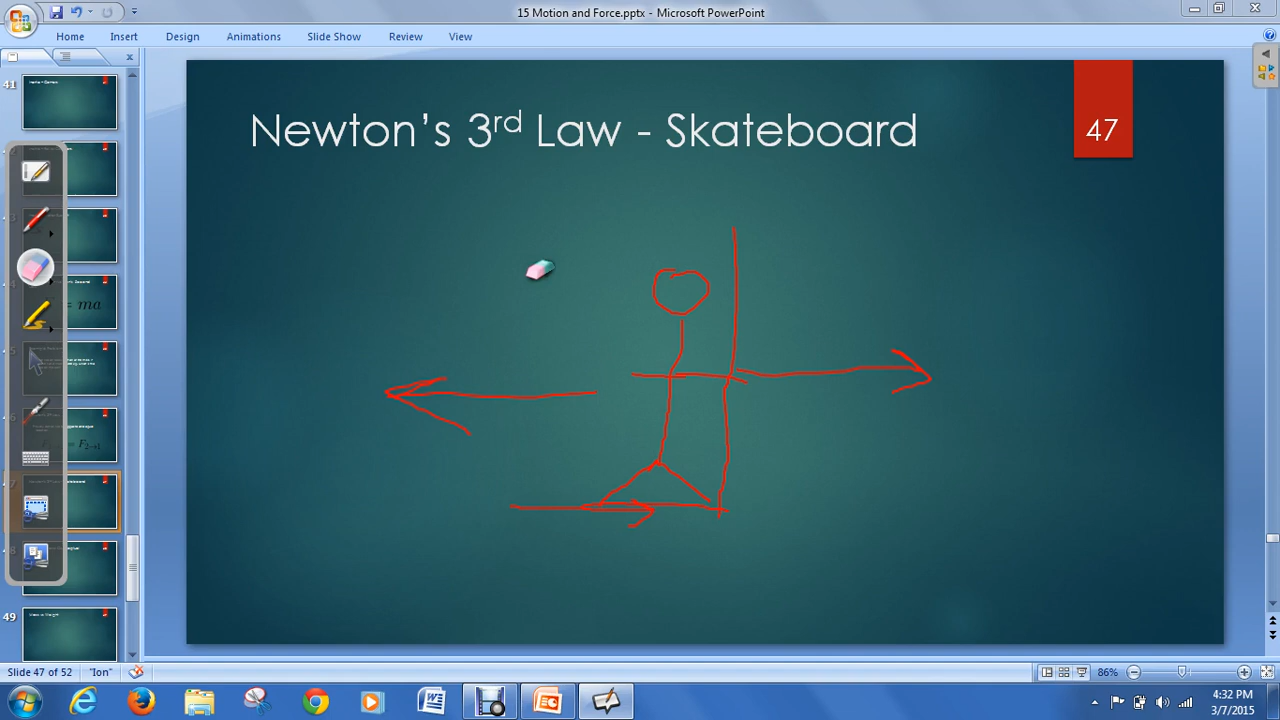 15 Motion and Force.pptx - Microsoft PowerPoint
Home Insert Design Animations Slide Show Review View
41
Newton's 3rd Law - Skateboard
47
= ma
49
Slide 47 of 52 "Ion" 86%
4:32 PM
3/7/2015